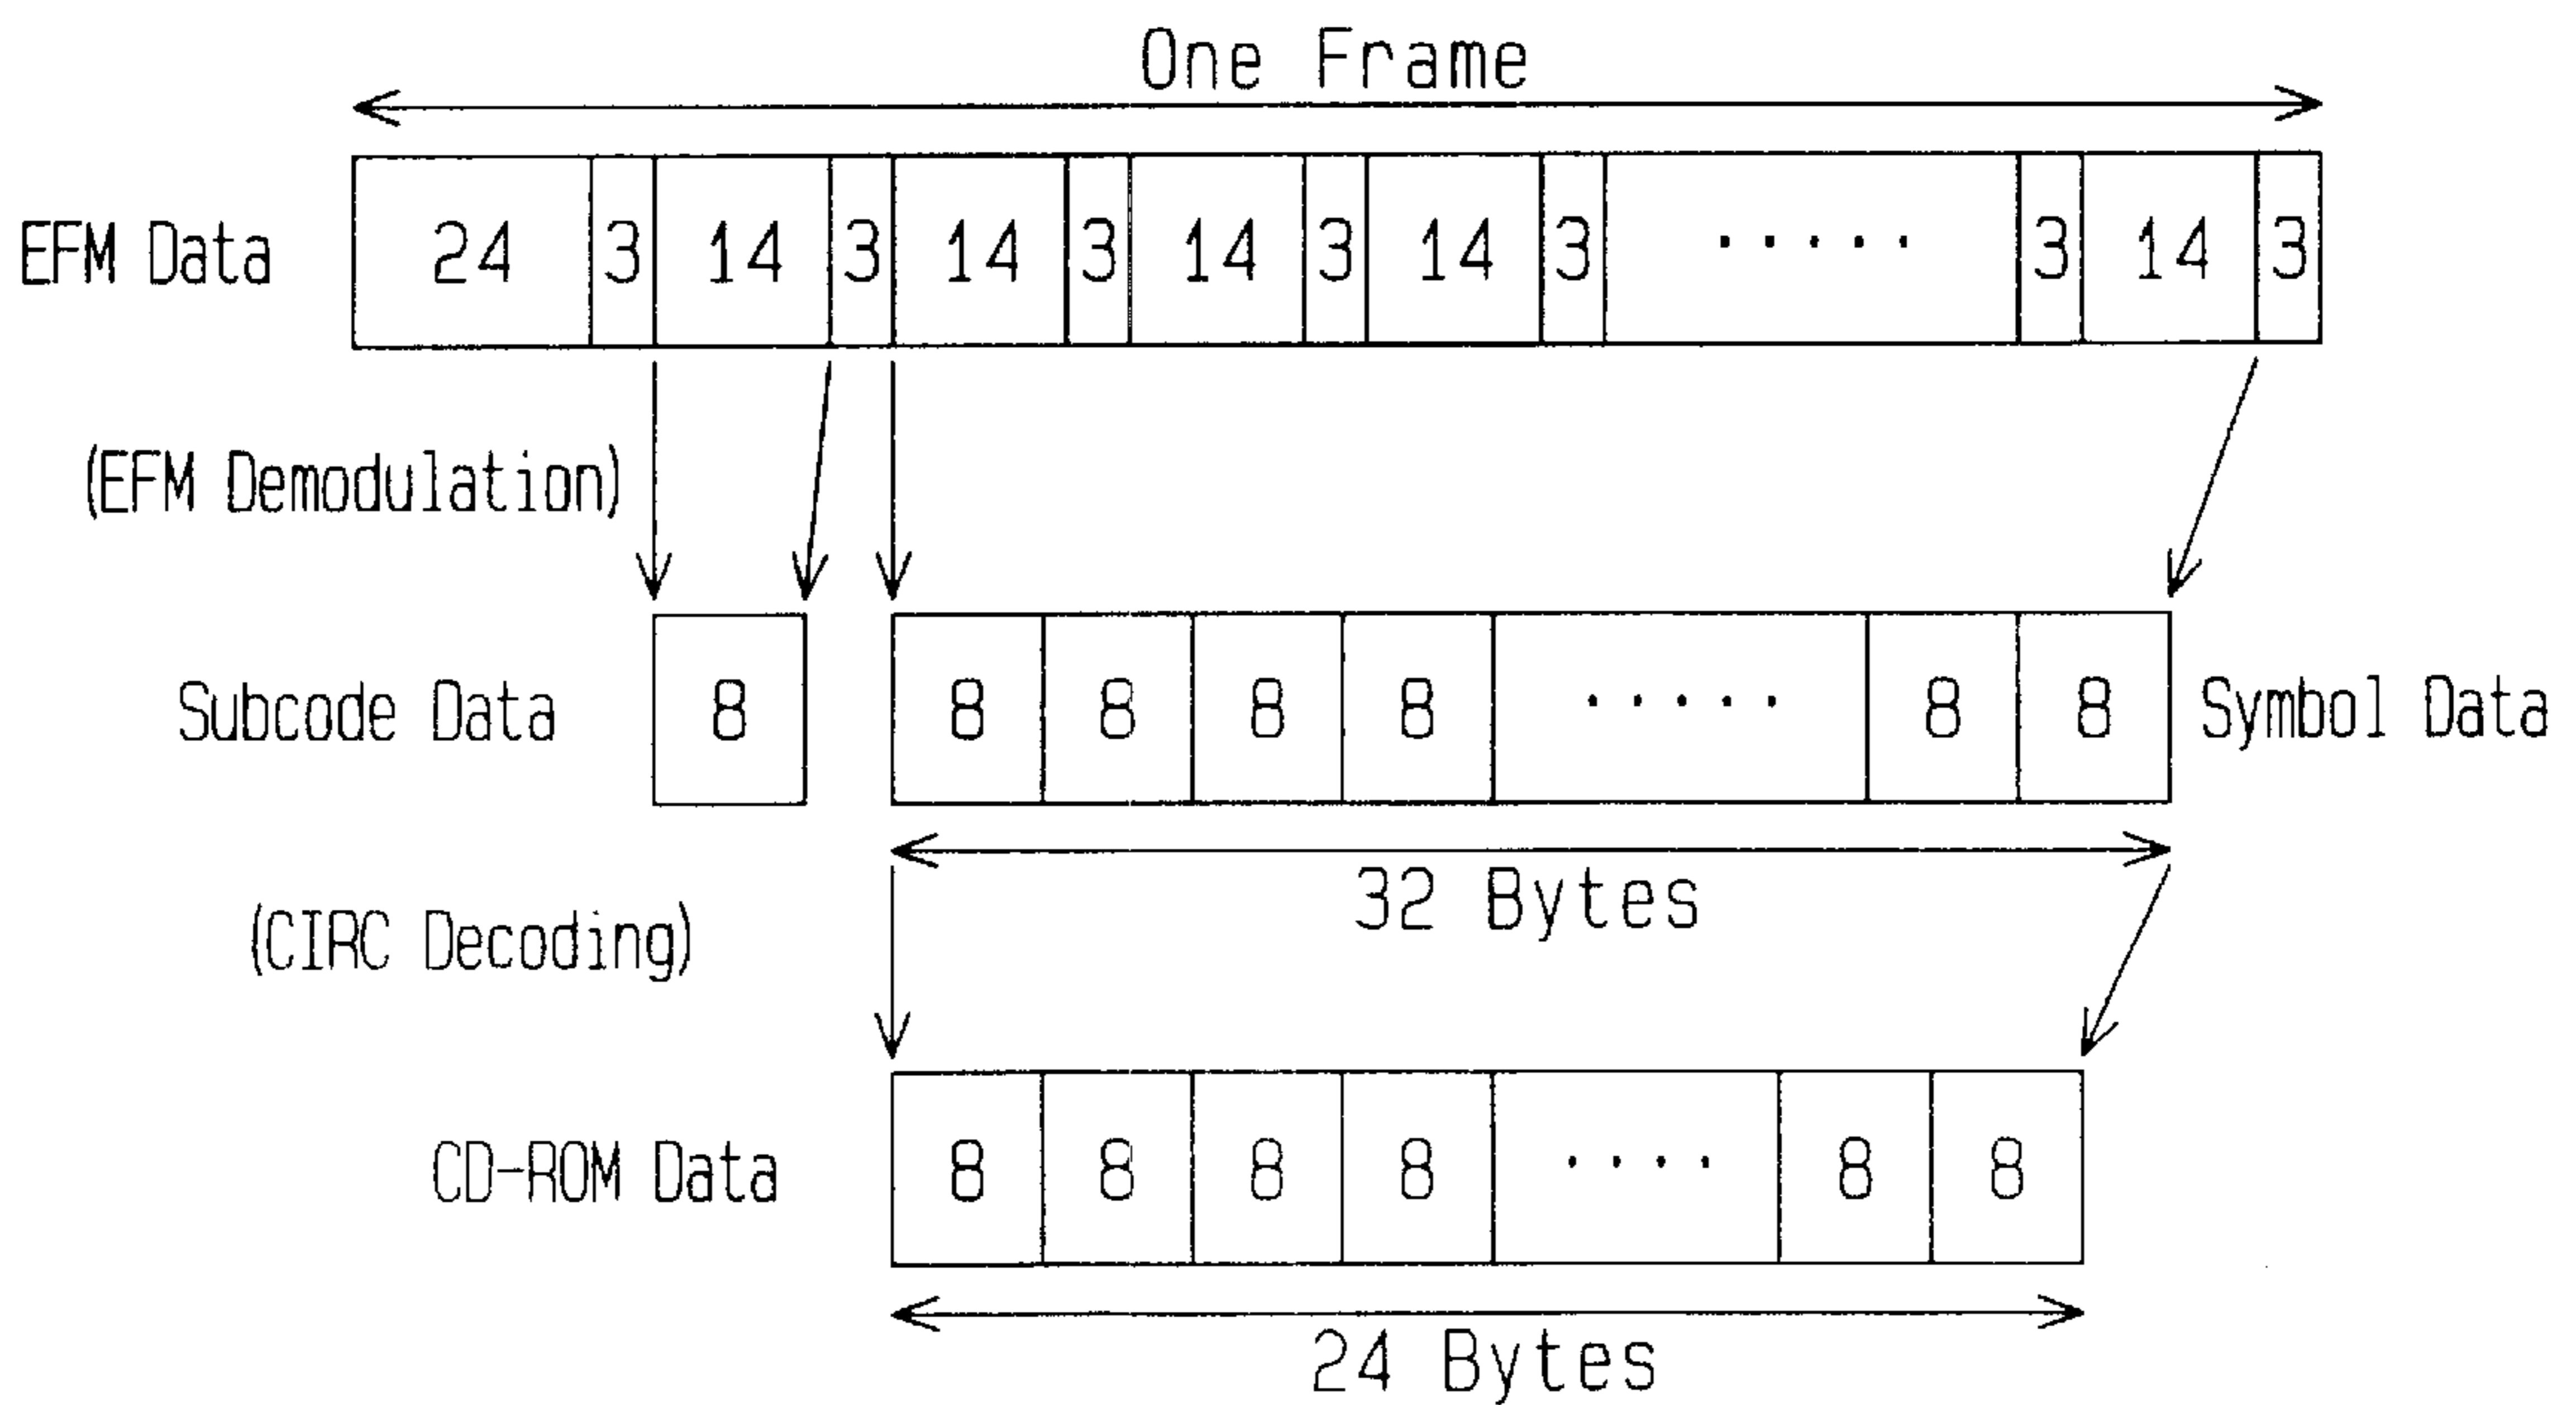 One Frame
EFM Data 24 3 14 3 14 3 14 3 14 3 ..... 3 14 3
(EFM Demodulation)
Subcode Data 8 8 8 8 8 ..... 8 8 Symbol Data
32 Bytes
(CIRC Decoding)
CD-ROM Data 8 8 8 8 .... 8 8
24 Bytes